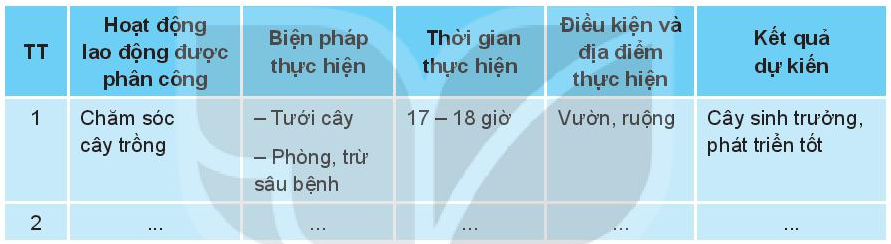 TT
Hoạt động
lao động được
phân công
Biện pháp
thực hiện
Thời gian
thực hiện
Điều kiện và
địa điểm
thực hiện
Kết quả
dự kiến
1
Chăm sóc
cây trồng
– Tưới cây
– Phòng, trừ
sâu bệnh
17 – 18 giờ
Vườn, ruộng
Cây sinh trưởng,
phát triển tốt
2
...
...
...
...
...